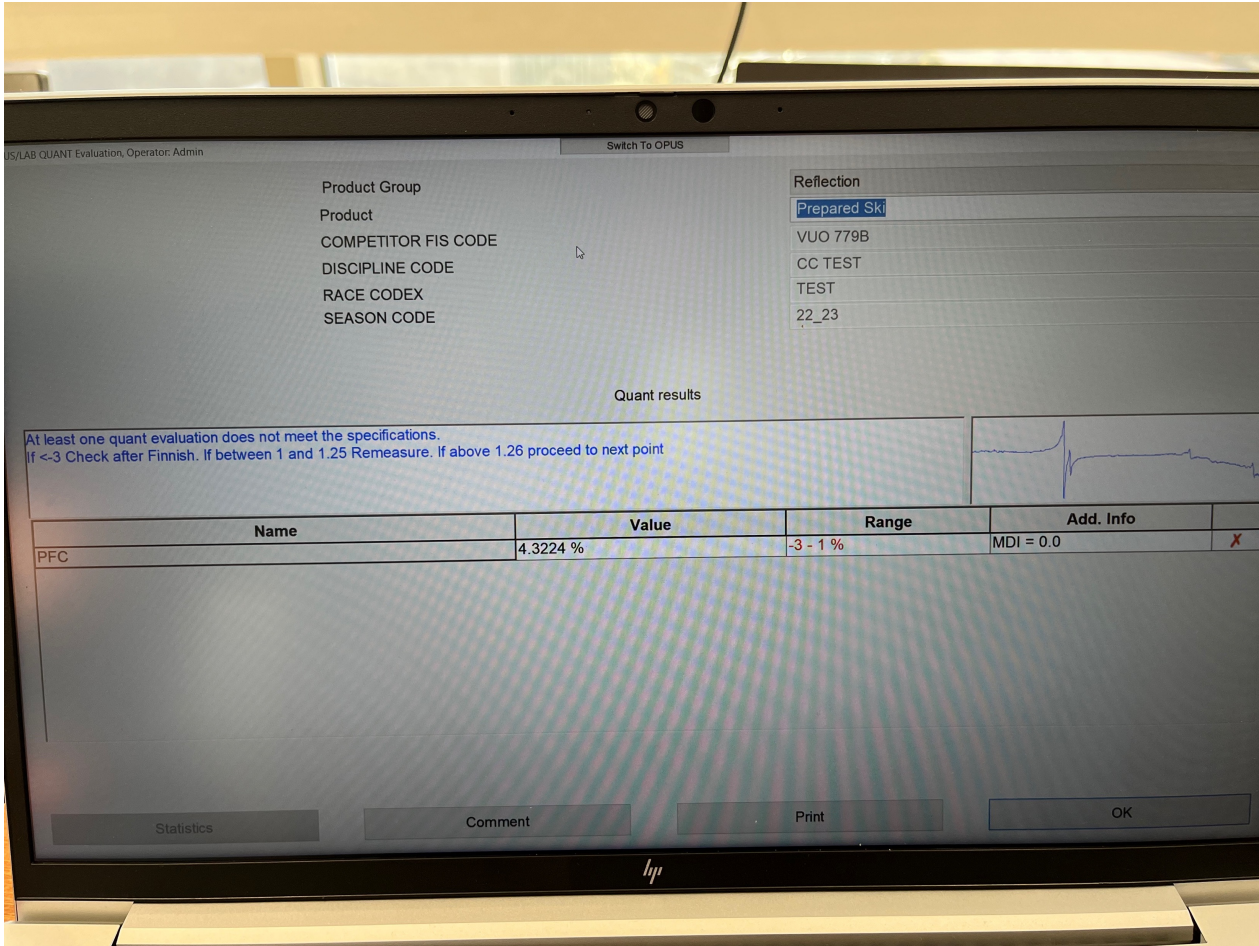 US/LAB QUANT Evaluation, Operator: Admin
Switch To OPUS
Product Group Reflection
Product Prepared Ski
COMPETITOR FIS CODE VUO 779B
DISCIPLINE CODE CC TEST
RACE CODEX TEST
SEASON CODE 22_23
Quant results
At least one quant evaluation does not meet the specifications.
If <-3 Check after Finnish. If between 1 and 1.25 Remeasure. If above 1.26 proceed to next point
Name Value Range Add. Info
PFC 4.3224 % -3 - 1 % MDI = 0.0 ✗
Statistics Comment Print OK
hp